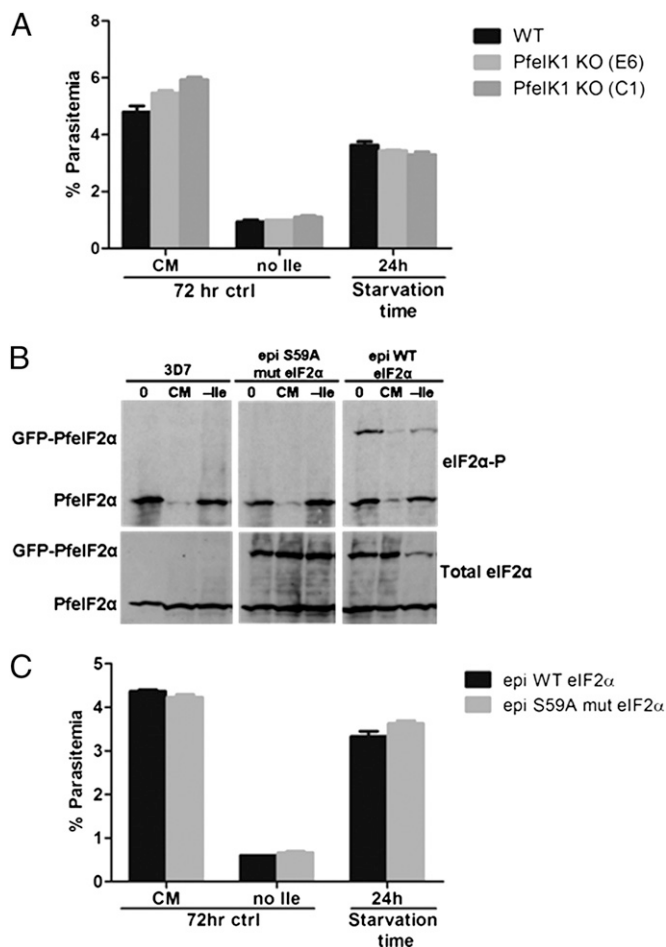 A
% Parasitemia
8
6
4
2
0
CM
no Ile
24h
72 hr ctrl
Starvation
time
WT
PfeIK1 KO (E6)
PfeIK1 KO (C1)
B
3D7
epi S59A
mut eIF2α
epi WT
eIF2α
0 CM –Ile
0 CM –Ile
0 CM –Ile
GFP-PfeIF2α
PfeIF2α
eIF2α-P
GFP-PfeIF2α
PfeIF2α
Total eIF2α
C
% Parasitemia
5
4
3
2
1
0
CM
no Ile
24h
72hr ctrl
Starvation
time
epi WT eIF2α
epi S59A mut eIF2α